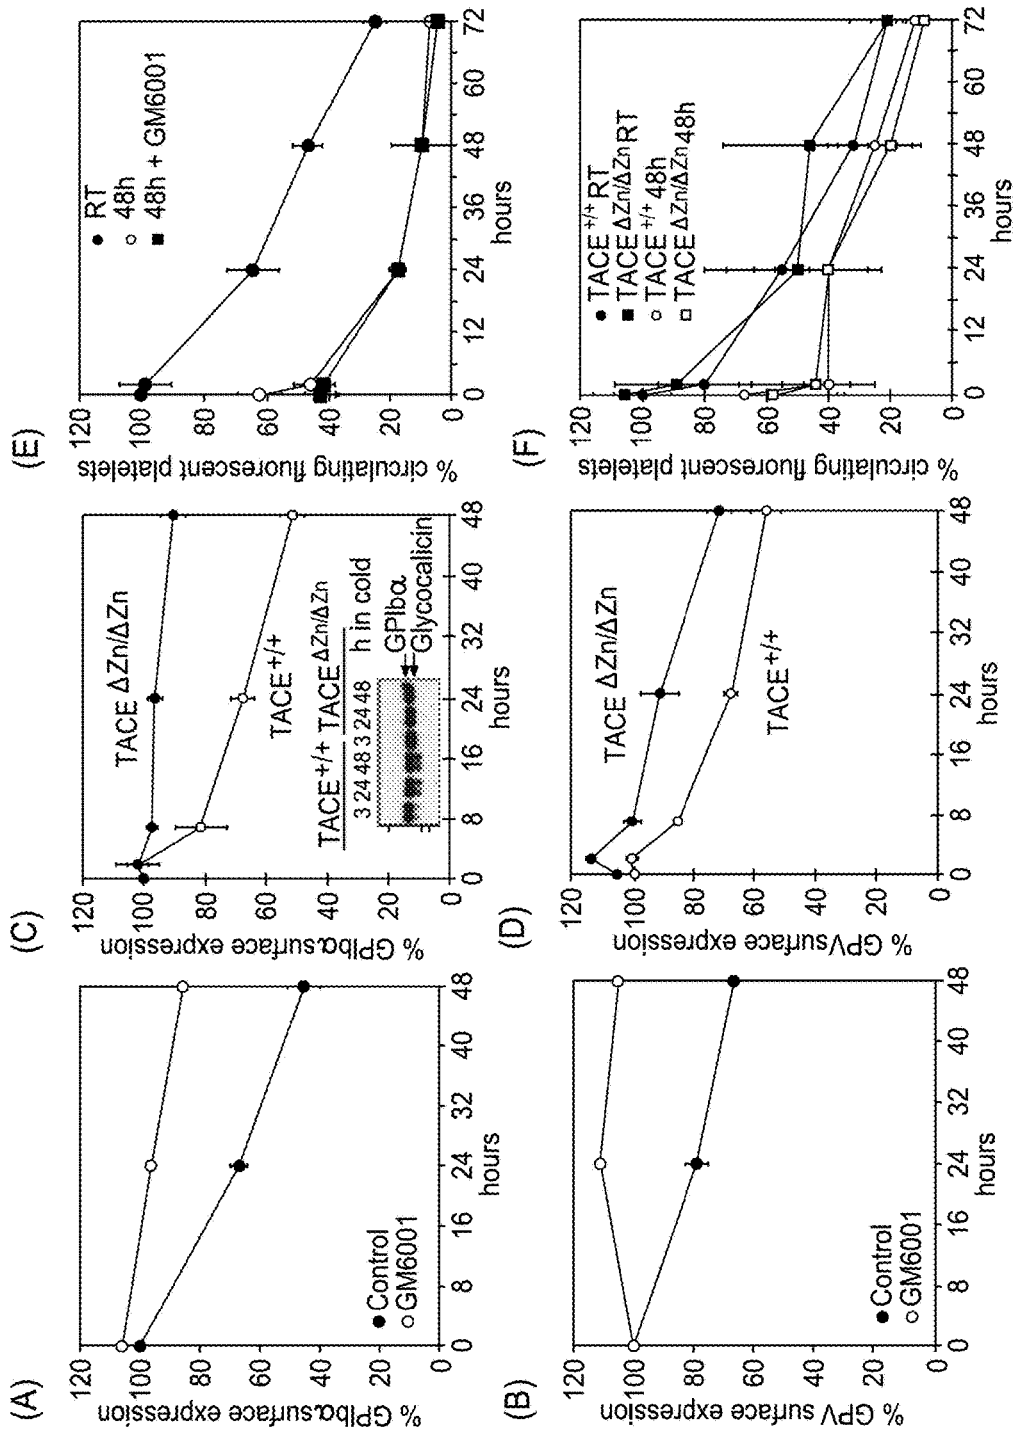 (A)
% GPIbα surface expression
120
100
80
60
40
20
0
Control
GM6001
0 8 16 24 32 40 48
hours
(B)
% GPV surface expression
120
100
80
60
40
20
0
Control
GM6001
0 8 16 24 32 40 48
hours
(C)
% GPIbα surface expression
120
100
80
60
40
20
0
TACE ΔZn/ΔZn
TACE+/+
TACE+/+ TACE ΔZn/ΔZn
3 24 48 3 24 48 h in cold
GPIbα
Glycocalicin
0 8 16 24 32 40 48
hours
(D)
% GPV surface expression
120
100
80
60
40
20
0
TACE ΔZn/ΔZn
TACE+/+
0 8 16 24 32 40 48
hours
(E)
% circulating fluorescent platelets
120
100
80
60
40
20
0
RT
48h
48h + GM6001
0 12 24 36 48 60 72
hours
(F)
% circulating fluorescent platelets
120
100
80
60
40
20
0
TACE+/+ RT
TACE ΔZn/ΔZn RT
TACE+/+ 48h
TACE ΔZn/ΔZn 48h
0 12 24 36 48 60 72
hours